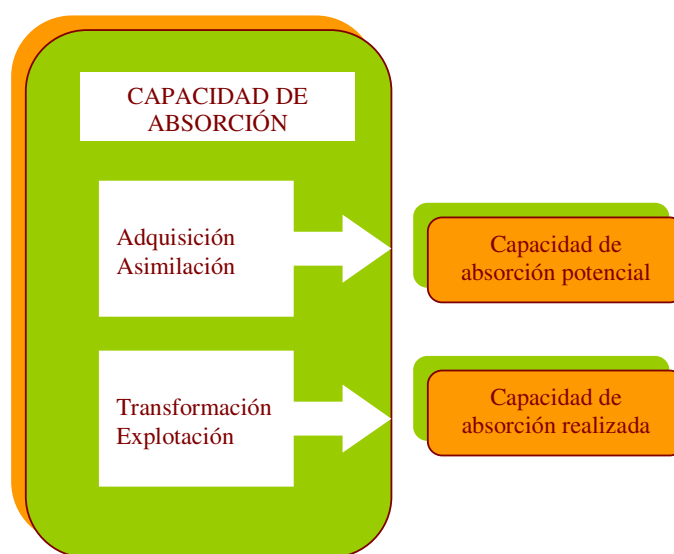 CAPACIDAD DE
ABSORCIÓN
Adquisición
Asimilación
Capacidad de
absorción potencial
Transformación
Explotación
Capacidad de
absorción realizada